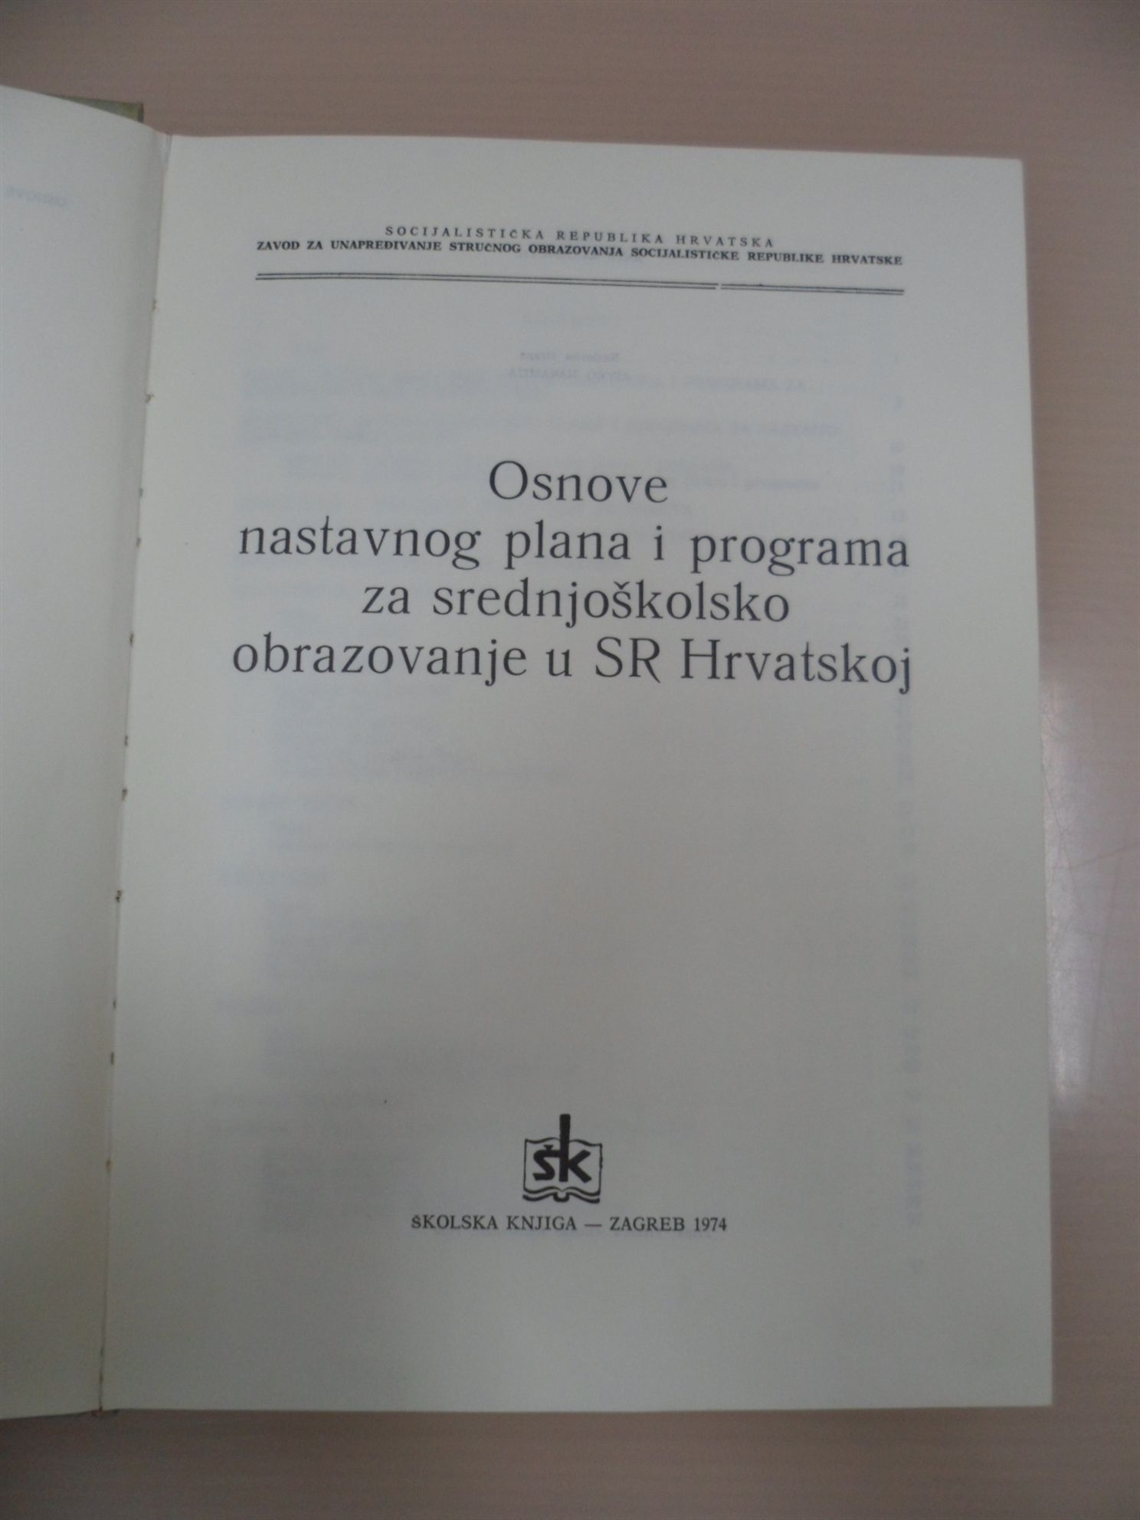 SOCIJALISTIČKA REPUBLIKA HRVATSKA
ZAVOD ZA UNAPREĐIVANJE STRUČNOG OBRAZOVANJA SOCIJALISTIČKE REPUBLIKE HRVATSKE
Osnove
nastavnog plana i programa
za srednjoškolsko
obrazovanje u SR Hrvatskoj
ŠK
ŠKOLSKA KNJIGA — ZAGREB 1974